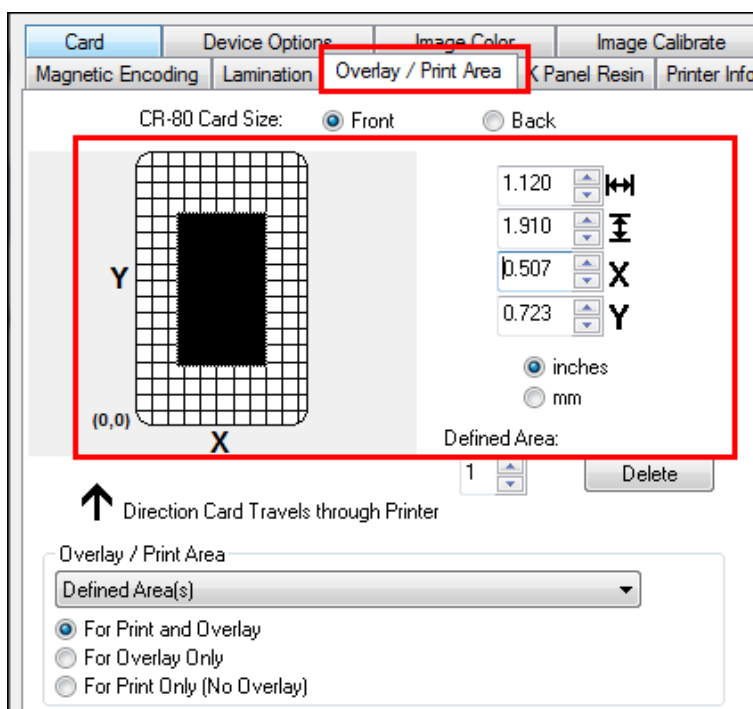 Card Device Options Image Color Image Calibrate
Magnetic Encoding Lamination Overlay / Print Area K Panel Resin Printer Info
CR-80 Card Size: Front Back
1.120
1.910
Y 0.507 X
0.723 Y
inches
(0,0) mm
X Defined Area:
1 Delete
Direction Card Travels through Printer
Overlay / Print Area
Defined Area(s)
For Print and Overlay
For Overlay Only
For Print Only (No Overlay)